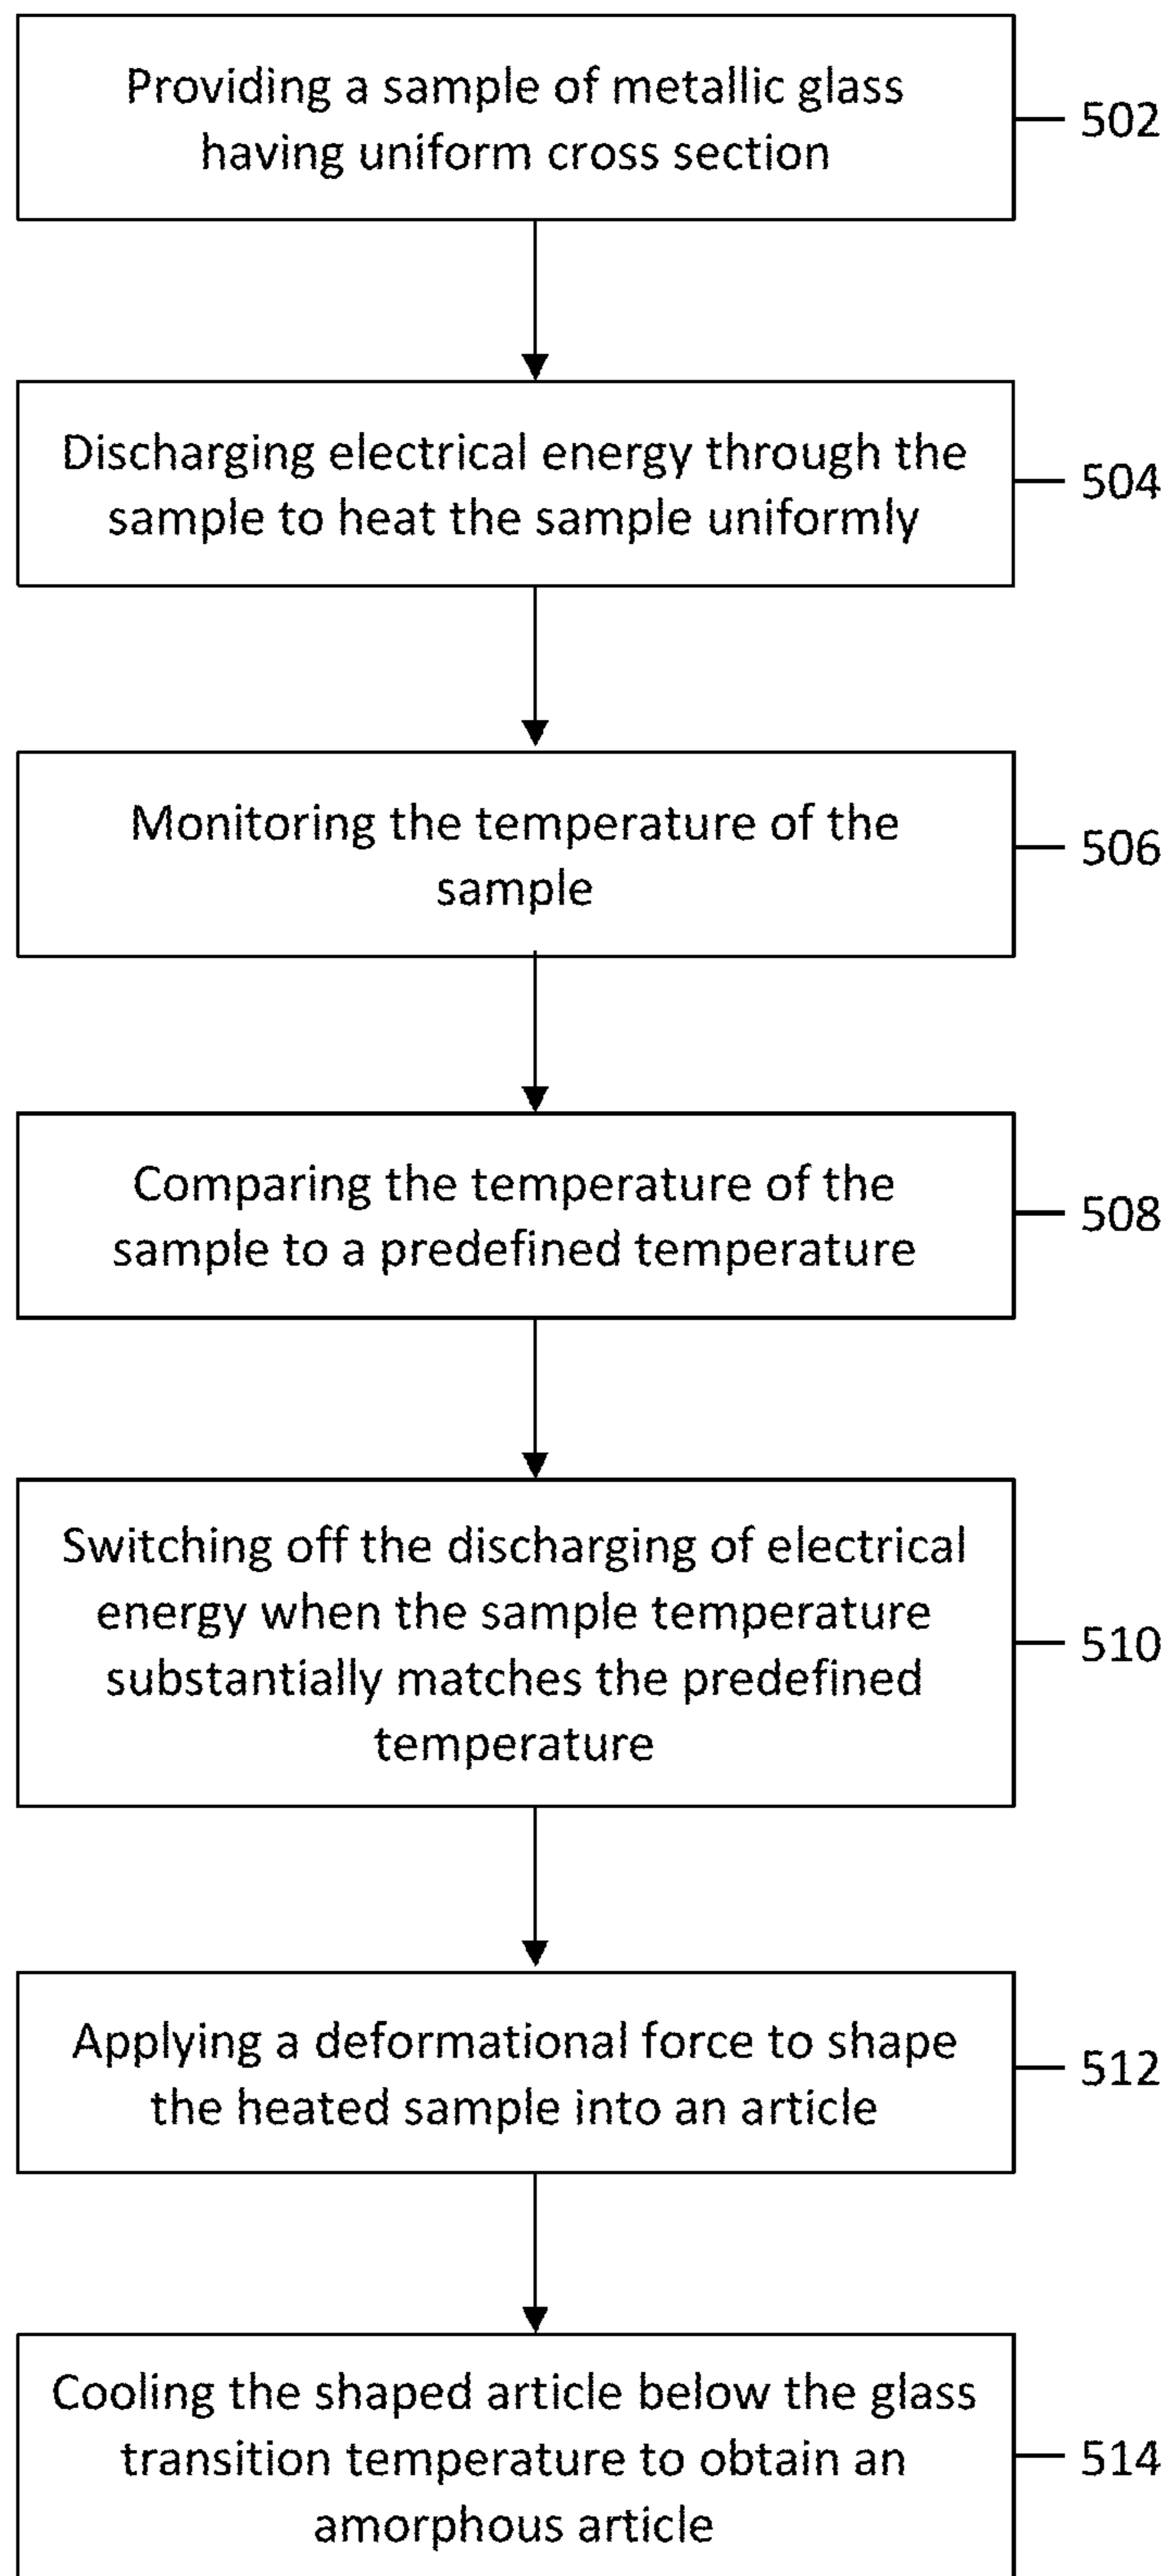 Providing a sample of metallic glass
having uniform cross section
502
Discharging electrical energy through the
sample to heat the sample uniformly
504
Monitoring the temperature of the
sample
506
Comparing the temperature of the
sample to a predefined temperature
508
Switching off the discharging of electrical
energy when the sample temperature
substantially matches the predefined
temperature
510
Applying a deformational force to shape
the heated sample into an article
512
Cooling the shaped article below the glass
transition temperature to obtain an
amorphous article
514